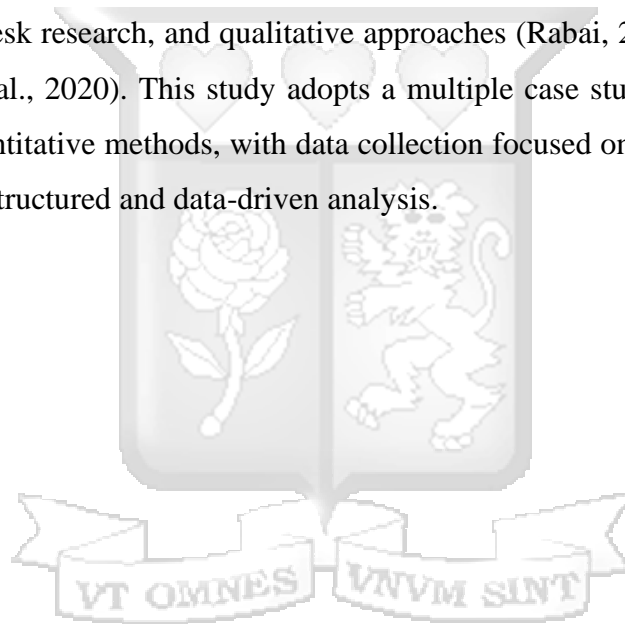 esk research, and qualitative approaches (Rabai, 2
al., 2020). This study adopts a multiple case stu
ntitative methods, with data collection focused on
tructured and data-driven analysis.
VT OMNES VNVM SINT